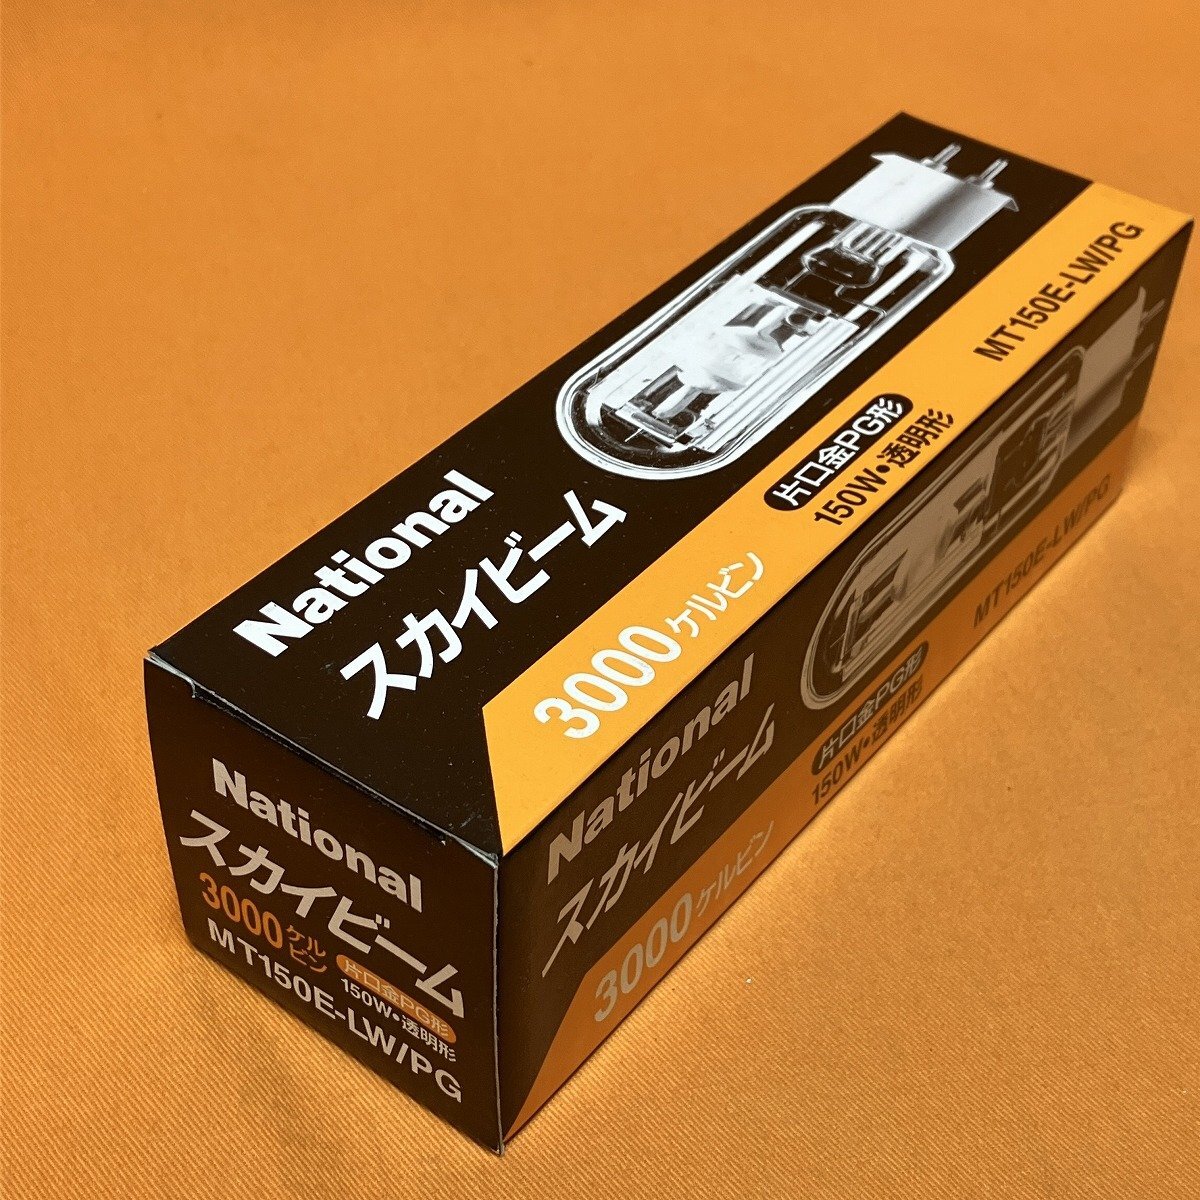 National
スカイビーム
3000ケルビン
片口金PG形
150W・透明形
MT150E-LW/PG
National
スカイビーム
3000ケルビン
片口金PG形
150W・透明形
MT150E-LW/PG
National
スカイビーム
3000ケルビン
片口金PG形
150W・透明形
MT150E-LW/PG